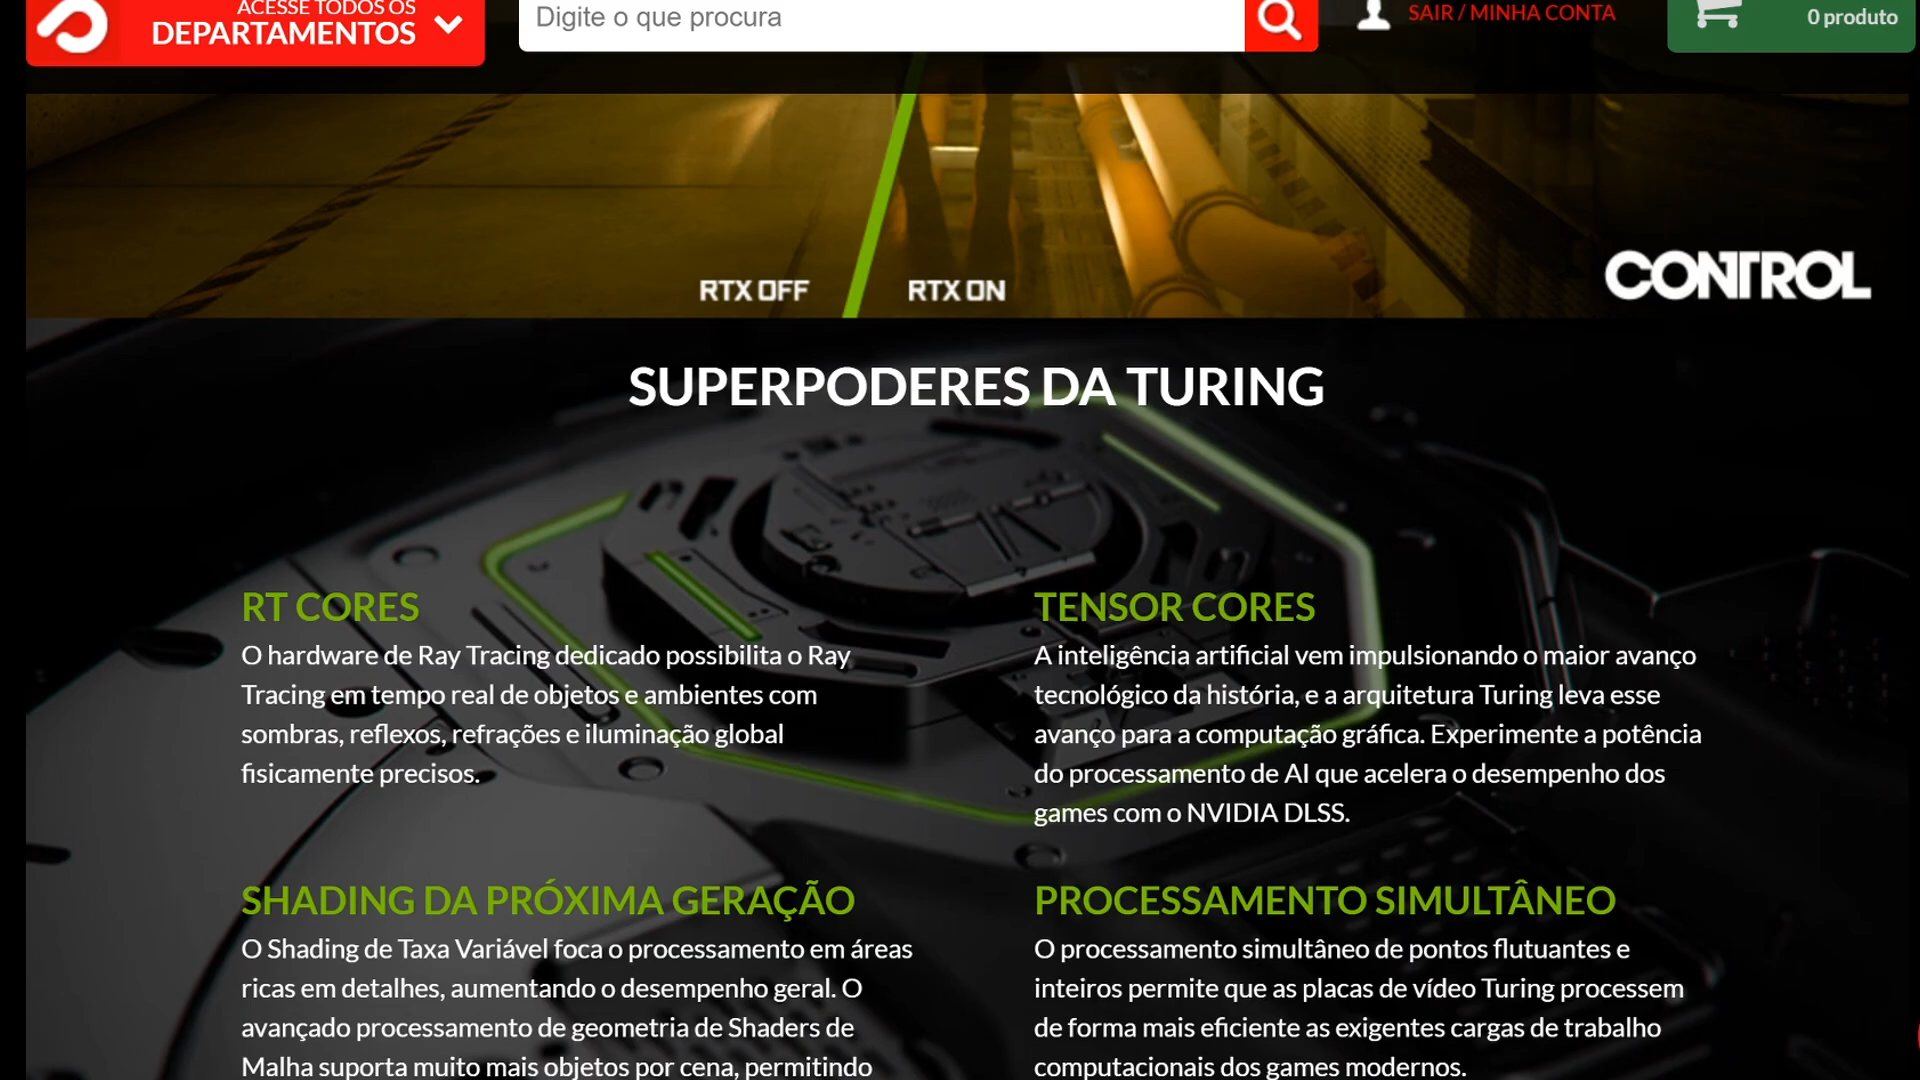 ACESSE TODOS OS
DEPARTAMENTOS
Digite o que procura
SAIR / MINHA CONTA
0 produto
RTX OFF
RTX ON
CONTROL
SUPERPODERES DA TURING
RT CORES
O hardware de Ray Tracing dedicado possibilita o Ray
Tracing em tempo real de objetos e ambientes com
sombras, reflexos, refrações e iluminação global
fisicamente precisos.
TENSOR CORES
A inteligência artificial vem impulsionando o maior avanço
tecnológico da história, e a arquitetura Turing leva esse
avanço para a computação gráfica. Experimente a potência
do processamento de AI que acelera o desempenho dos
games com o NVIDIA DLSS.
SHADING DA PRÓXIMA GERAÇÃO
O Shading de Taxa Variável foca o processamento em áreas
ricas em detalhes, aumentando o desempenho geral. O
avançado processamento de geometria de Shaders de
Malha suporta muito mais objetos por cena, permitindo
PROCESSAMENTO SIMULTÂNEO
O processamento simultâneo de pontos flutuantes e
inteiros permite que as placas de vídeo Turing processem
de forma mais eficiente as exigentes cargas de trabalho
computacionais dos games modernos.